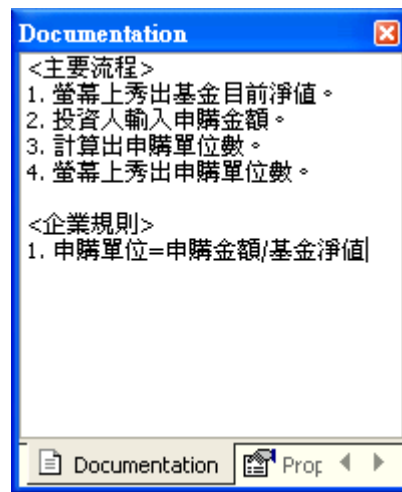 Documentation
<主要流程>
1. 螢幕上秀出基金目前淨值。
2. 投資人輸入申購金額。
3. 計算出申購單位數。
4. 螢幕上秀出申購單位數。
<企業規則>
1. 申購單位=申購金額/基金淨值
Documentation Prop